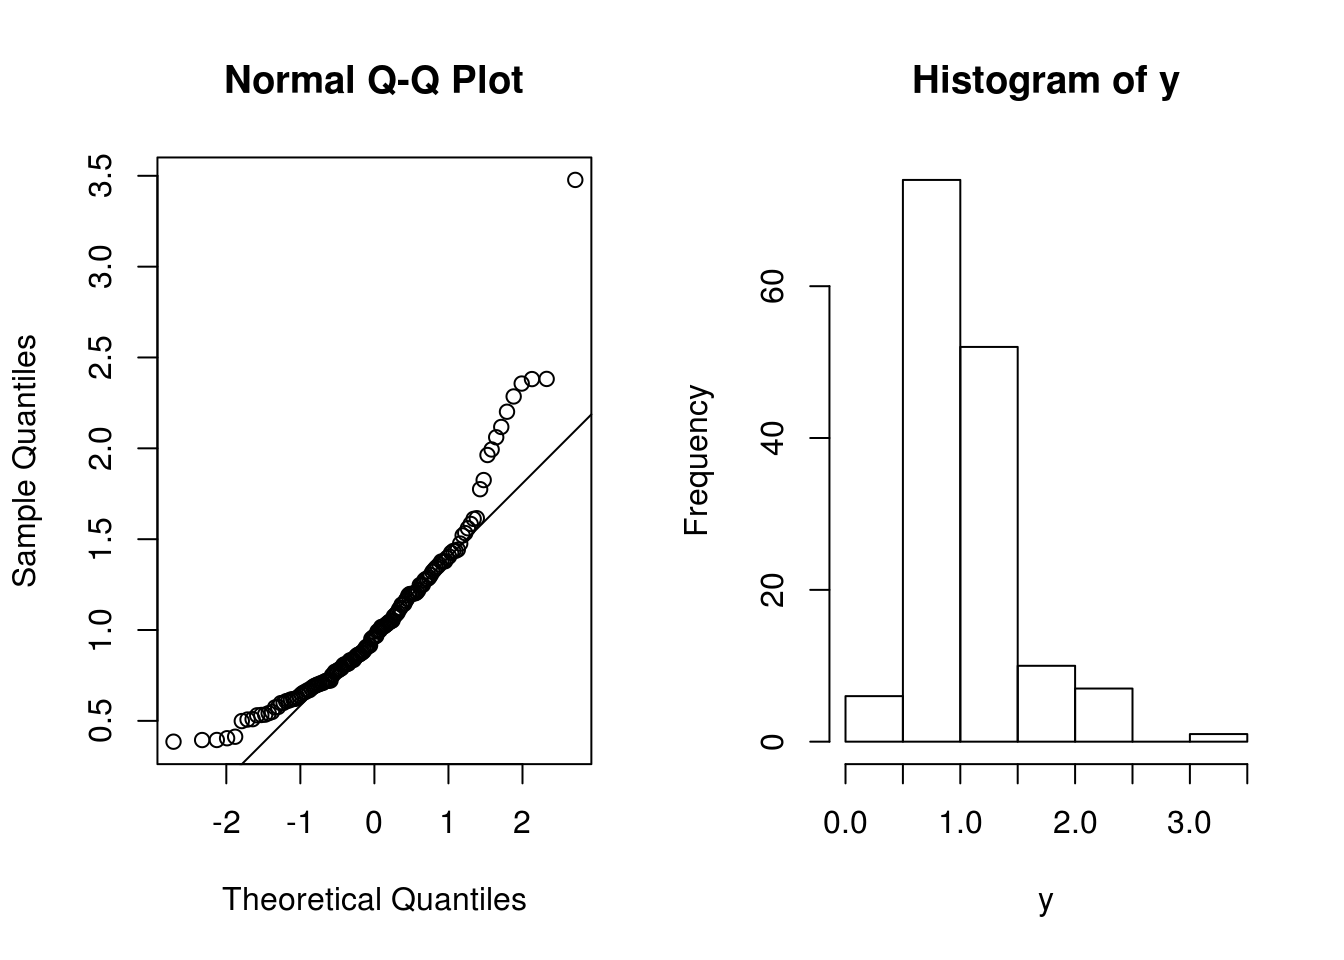 Normal Q-Q Plot
Sample Quantiles
3.5
3.0
2.5
2.0
1.5
1.0
0.5
-2 -1 0 1 2
Theoretical Quantiles
Histogram of y
Frequency
60
40
20
0
0.0 1.0 2.0 3.0
y